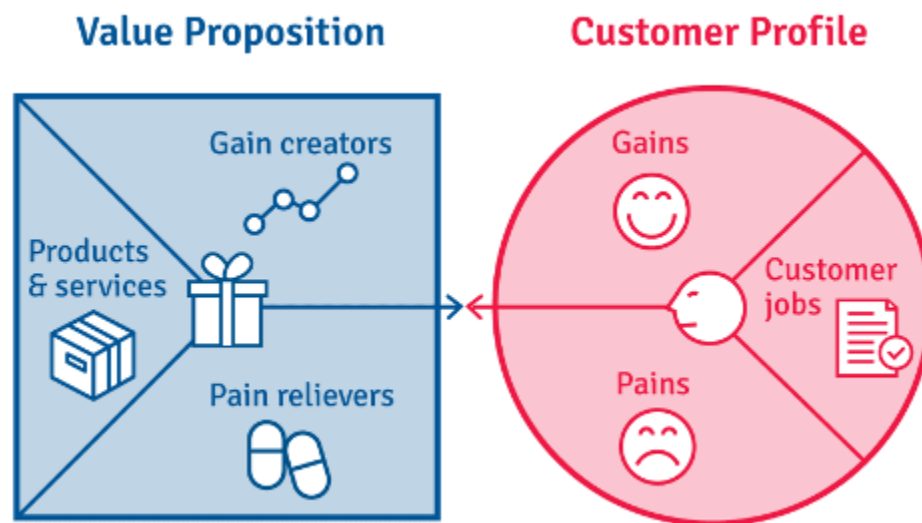 Value Proposition
Customer Profile
Gain creators
Products
& services
Pain relievers
Gains
Customer
jobs
Pains